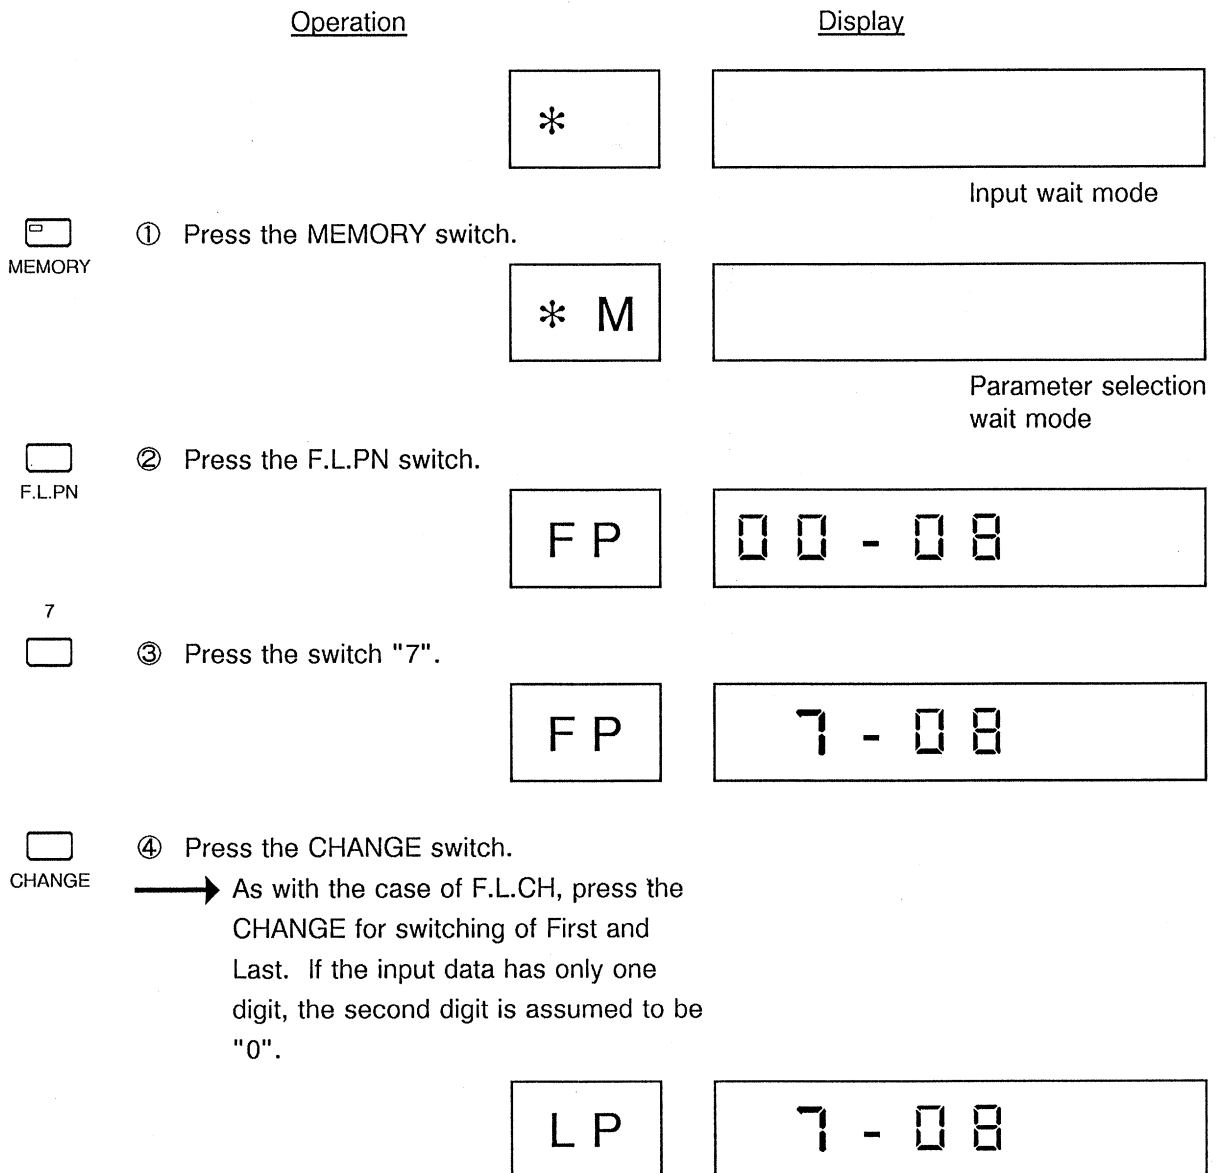 Operation Display
*
Input wait mode
MEMORY ① Press the MEMORY switch.
* M
Parameter selection
wait mode
F.L.PN ② Press the F.L.PN switch.
F P 00-08
7
③ Press the switch "7".
F P 7-08
CHANGE ④ Press the CHANGE switch.
As with the case of F.L.CH, press the
CHANGE for switching of First and
Last. If the input data has only one
digit, the second digit is assumed to be
"0".
L P 7-08